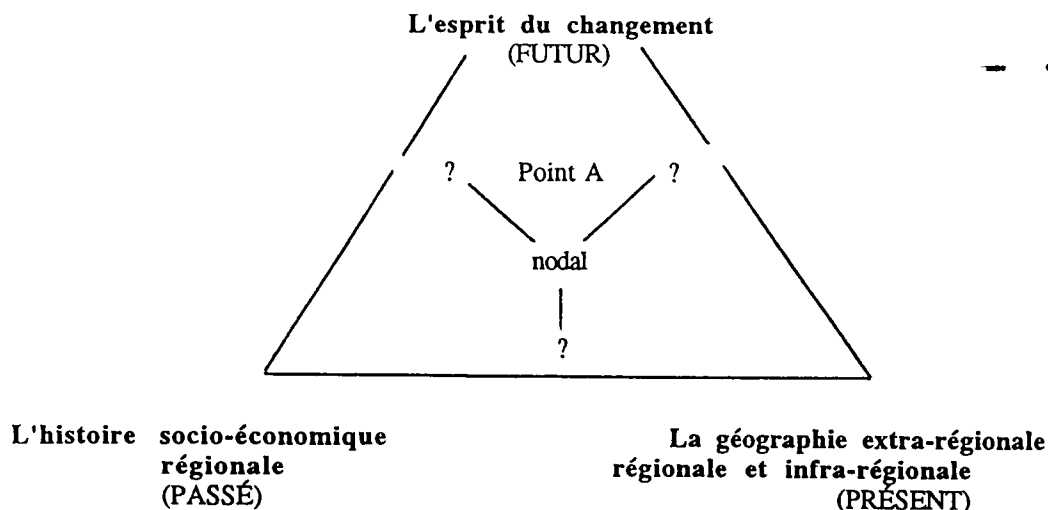 L'esprit du changement
(FUTUR)
? Point A ?
nodal
?
L'histoire socio-économique
régionale
(PASSÉ)
La géographie extra-régionale
régionale et infra-régionale
(PRÉSENT)